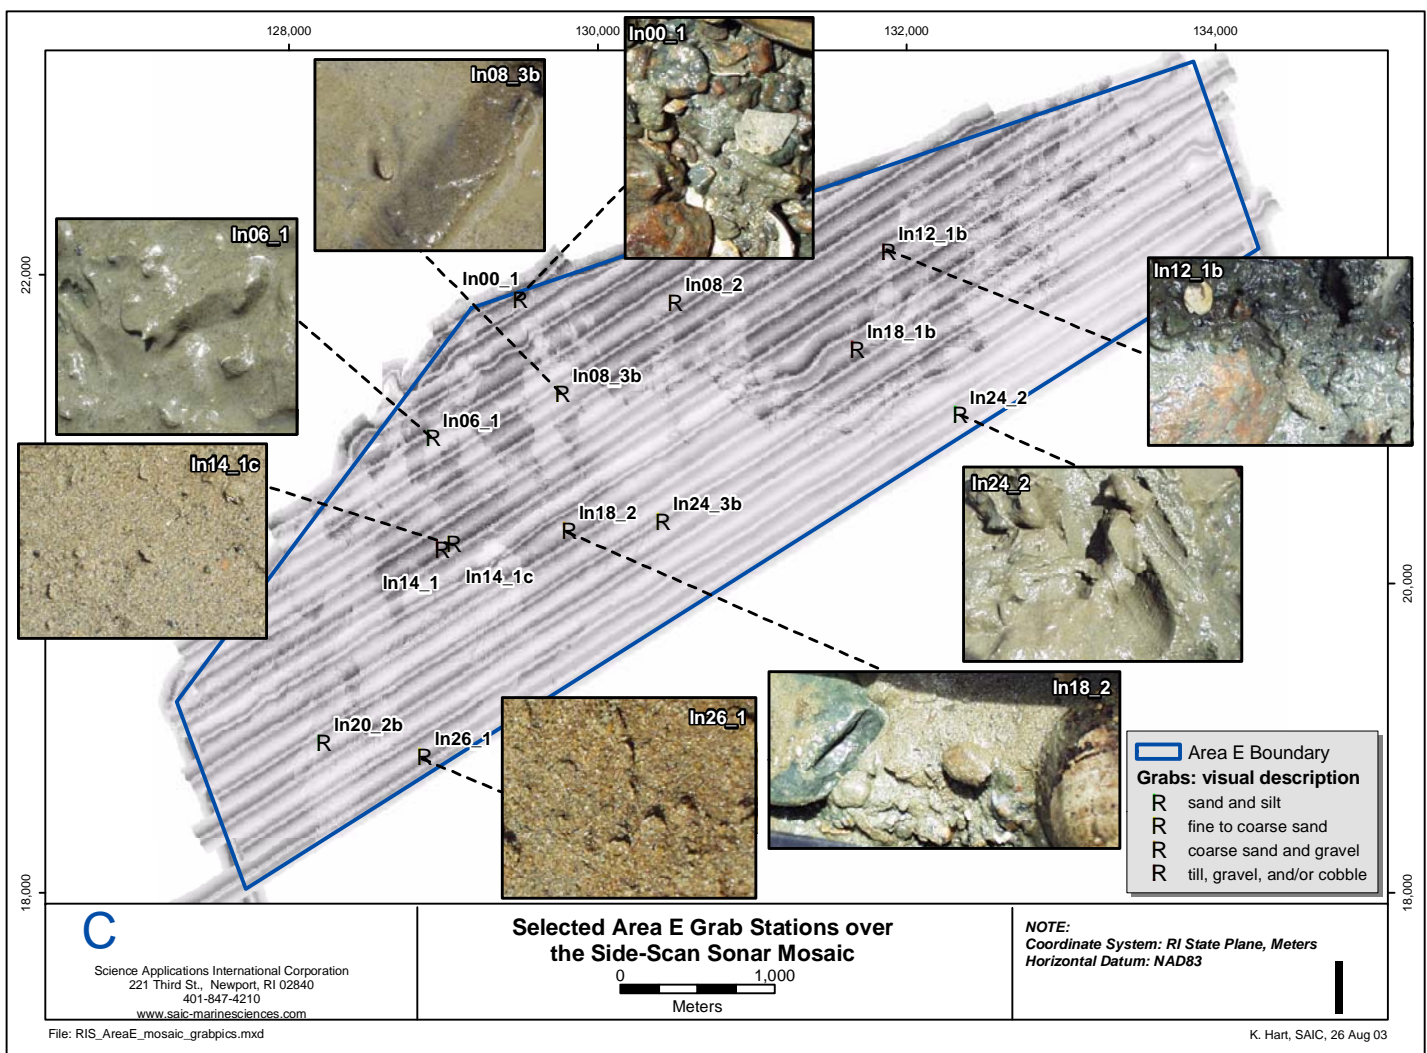 128,000
130,000
132,000
134,000
22,000
20,000
18,000
18,000
In00_1
In08_3b
In06_1
In12_1b
In00_1
In08_2
In12_1b
In18_1b
In08_3b
In24_2
In06_1
In14_1c
In24_2
In18_2
In24_3b
In14_1
In14_1c
In18_2
In26_1
In20_2b
In26_1
Area E Boundary
Grabs: visual description
R sand and silt
R fine to coarse sand
R coarse sand and gravel
R till, gravel, and/or cobble
R
R
R
R
R
R
R
R
R
R
R
R
R
C
Science Applications International Corporation
221 Third St., Newport, RI 02840
401-847-4210
www.saic-marinesciences.com
Selected Area E Grab Stations over
the Side-Scan Sonar Mosaic
0 1,000
Meters
NOTE:
Coordinate System: RI State Plane, Meters
Horizontal Datum: NAD83
File: RIS_AreaE_mosaic_grabpics.mxd
K. Hart, SAIC, 26 Aug 03